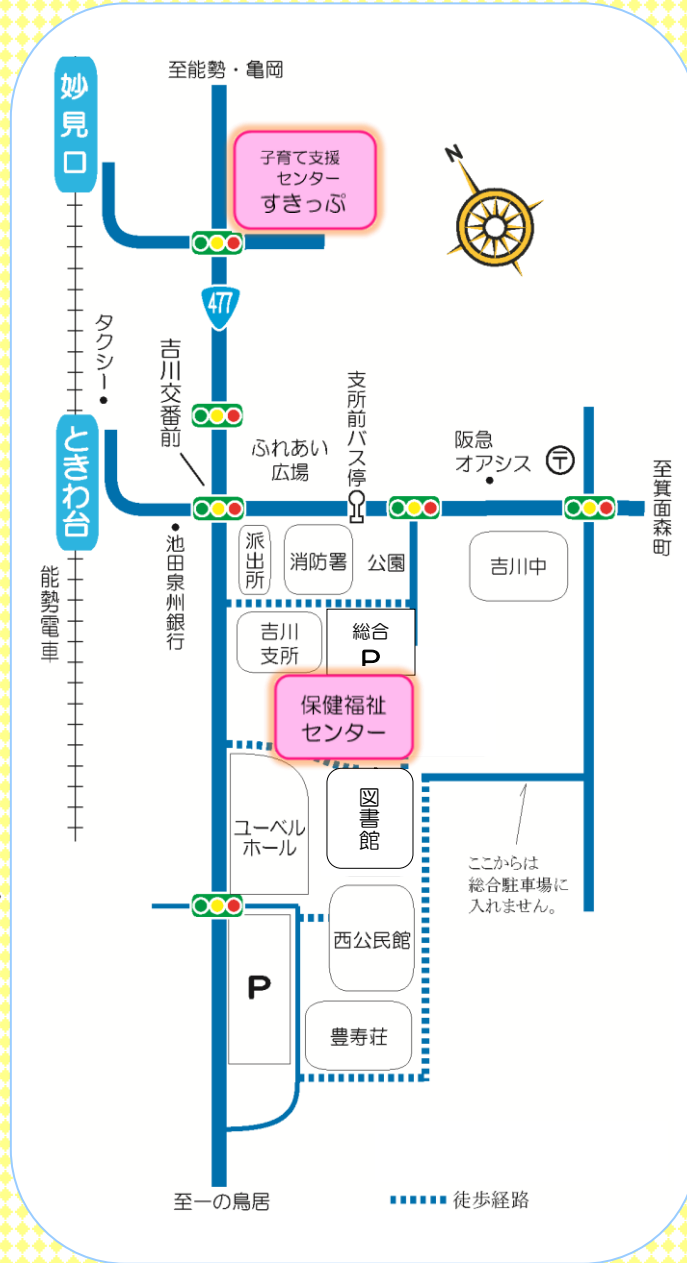 至能勢・亀岡
妙見口
子育て支援
センター
すきっぷ
N
477
タクシー
吉川交番前
支所前バス停
ふれあい
広場
阪急
オアシス
〒
至箕面森町
ときわ台
能勢電車
池田泉州銀行
派出所
消防署
公園
吉川中
吉川
支所
総合
P
保健福祉
センター
図書館
ユーベル
ホール
ここからは
総合駐車場に
入れません。
西公民館
P
豊寿荘
至一の鳥居
徒歩経路